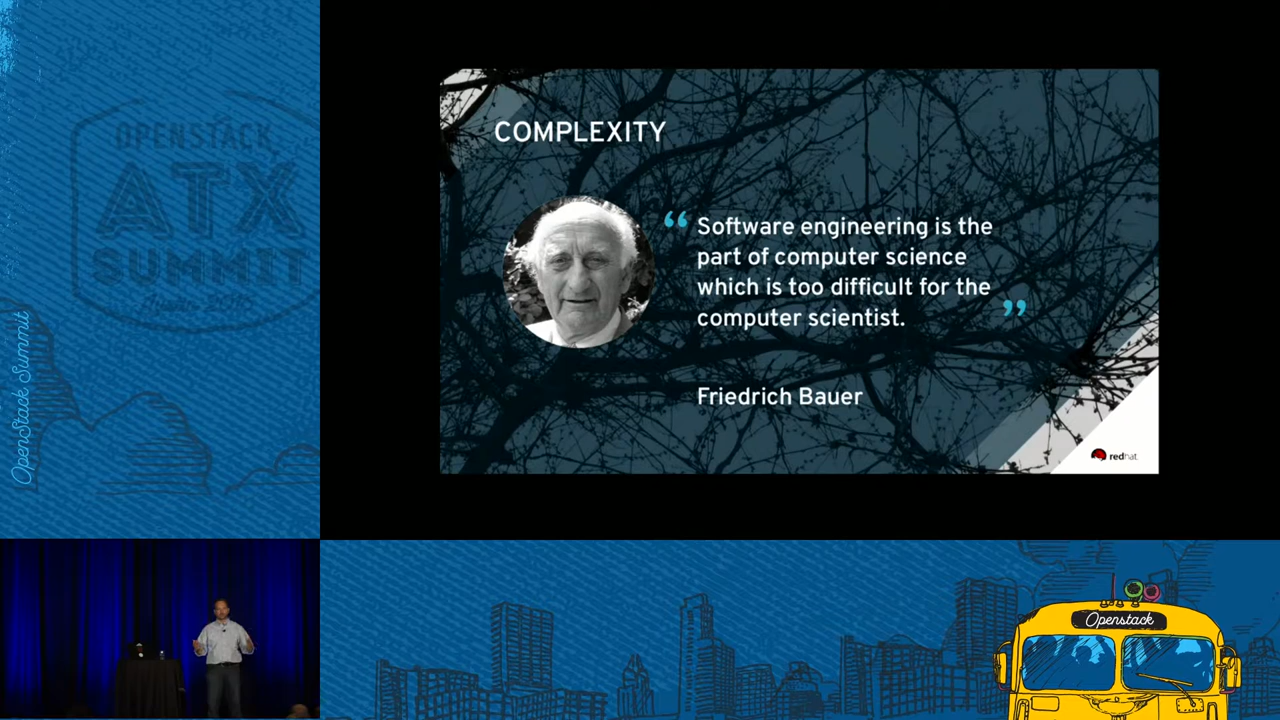 OPENSTACK
ATX
SUMMIT
OpenStack Summit
COMPLEXITY
“ Software engineering is the
part of computer science
which is too difficult for the
computer scientist. ”
Friedrich Bauer
redhat.
Openstack